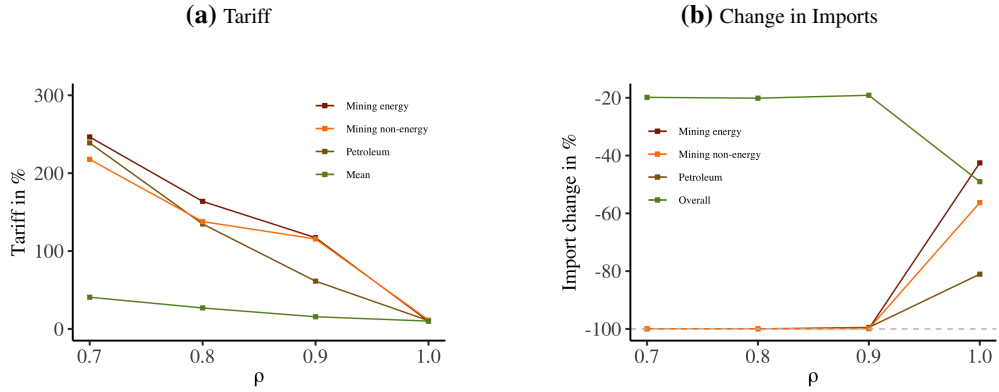 (a) Tariff
Tariff in %
300
200
100
0
0.7 0.8 0.9 1.0
ρ
Mining energy
Mining non-energy
Petroleum
Mean
(b) Change in Imports
Import change in %
-20
-40
-60
-80
-100
0.7 0.8 0.9 1.0
ρ
Mining energy
Mining non-energy
Petroleum
Overall